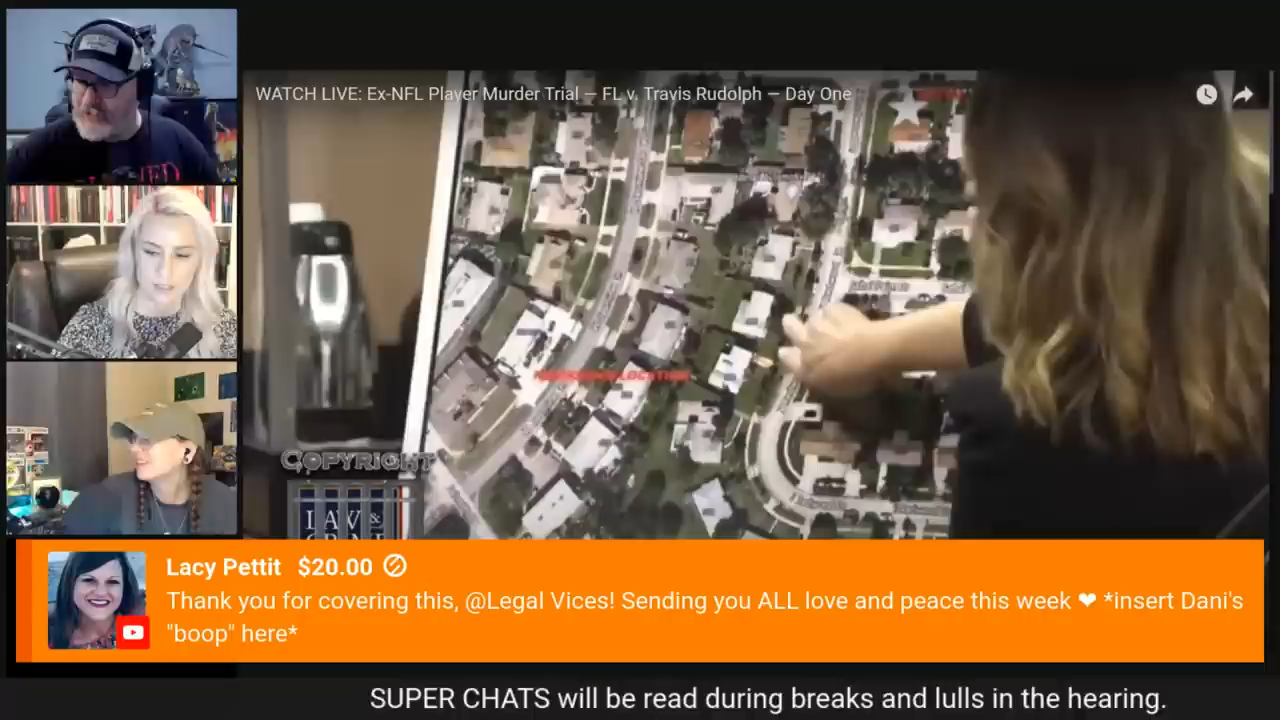 WATCH LIVE: Ex-NFL Player Murder Trial — FL v. Travis Rudolph — Day One
COPYRIGHT
LAW &
CRIME
Lacy Pettit $20.00
Thank you for covering this, @Legal Vices! Sending you ALL love and peace this week ❤ *insert Dani's
"boop" here*
SUPER CHATS will be read during breaks and lulls in the hearing.